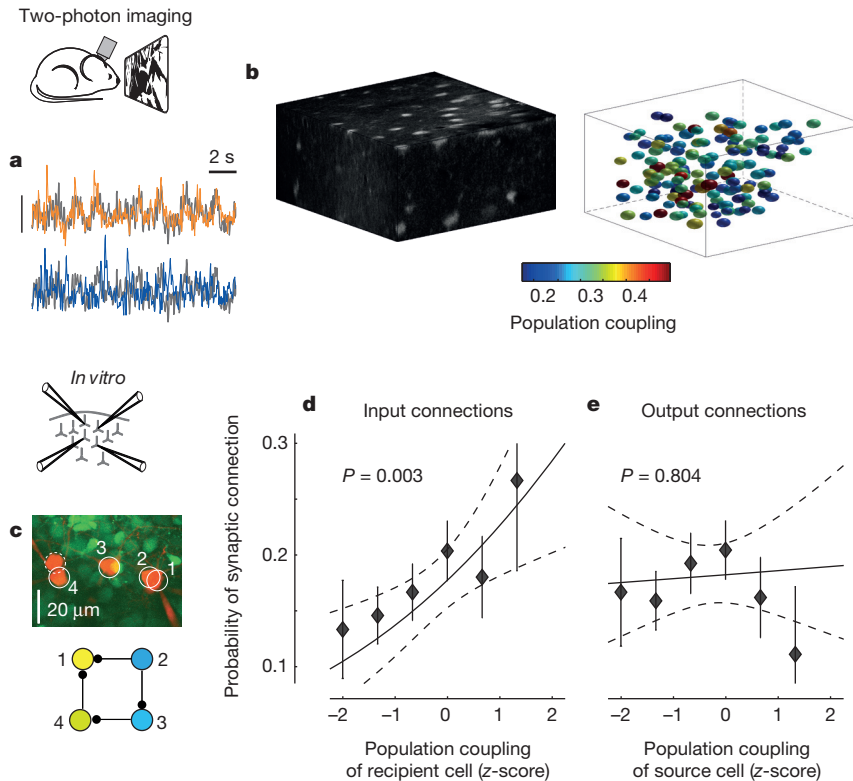 Two-photon imaging
a
2 s
b
0.2 0.3 0.4
Population coupling
In vitro
c
3
2
1
4
20 μm
1 2
4 3
d Input connections
P = 0.003
Probability of synaptic connection
0.3
0.2
0.1
−2 −1 0 1 2
Population coupling
of recipient cell (z-score)
e Output connections
P = 0.804
−2 −1 0 1 2
Population coupling
of source cell (z-score)